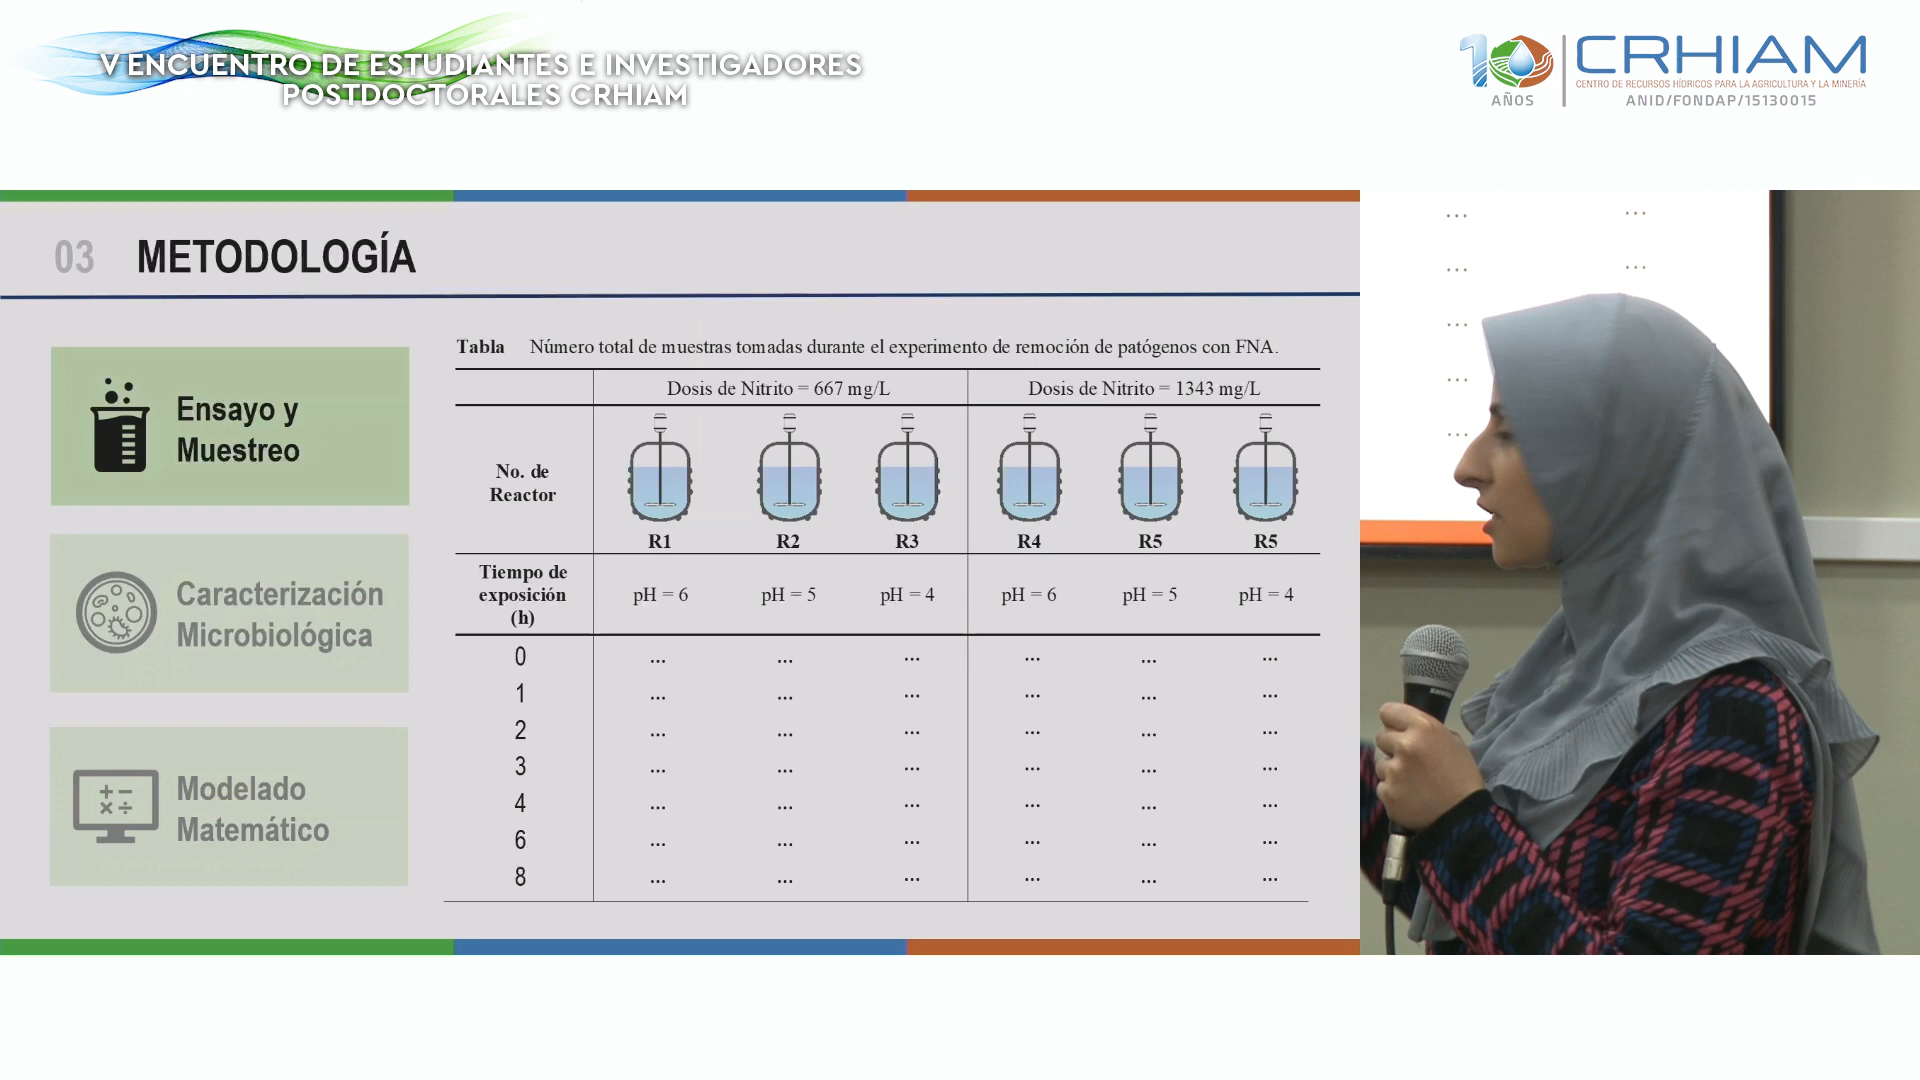 V ENCUENTRO DE ESTUDIANTES E INVESTIGADORES
POSTDOCTORALES CRHIAM
10
AÑOS
CRHIAM
CENTRO DE RECURSOS HÍDRICOS PARA LA AGRICULTURA Y LA MINERÍA
ANID/FONDAP/15130015
03 METODOLOGÍA
Ensayo y
Muestreo
Caracterización
Microbiológica
Modelado
Matemático
Tabla Número total de muestras tomadas durante el experimento de remoción de patógenos con FNA.
Dosis de Nitrito = 667 mg/L Dosis de Nitrito = 1343 mg/L
No. de
Reactor
R1 R2 R3 R4 R5 R5
Tiempo de
exposición
(h)
pH = 6 pH = 5 pH = 4 pH = 6 pH = 5 pH = 4
0 ... ... ... ... ... ...
1 ... ... ... ... ... ...
2 ... ... ... ... ... ...
3 ... ... ... ... ... ...
4 ... ... ... ... ... ...
6 ... ... ... ... ... ...
8 ... ... ... ... ... ...
... ...
... ...
...
...
...